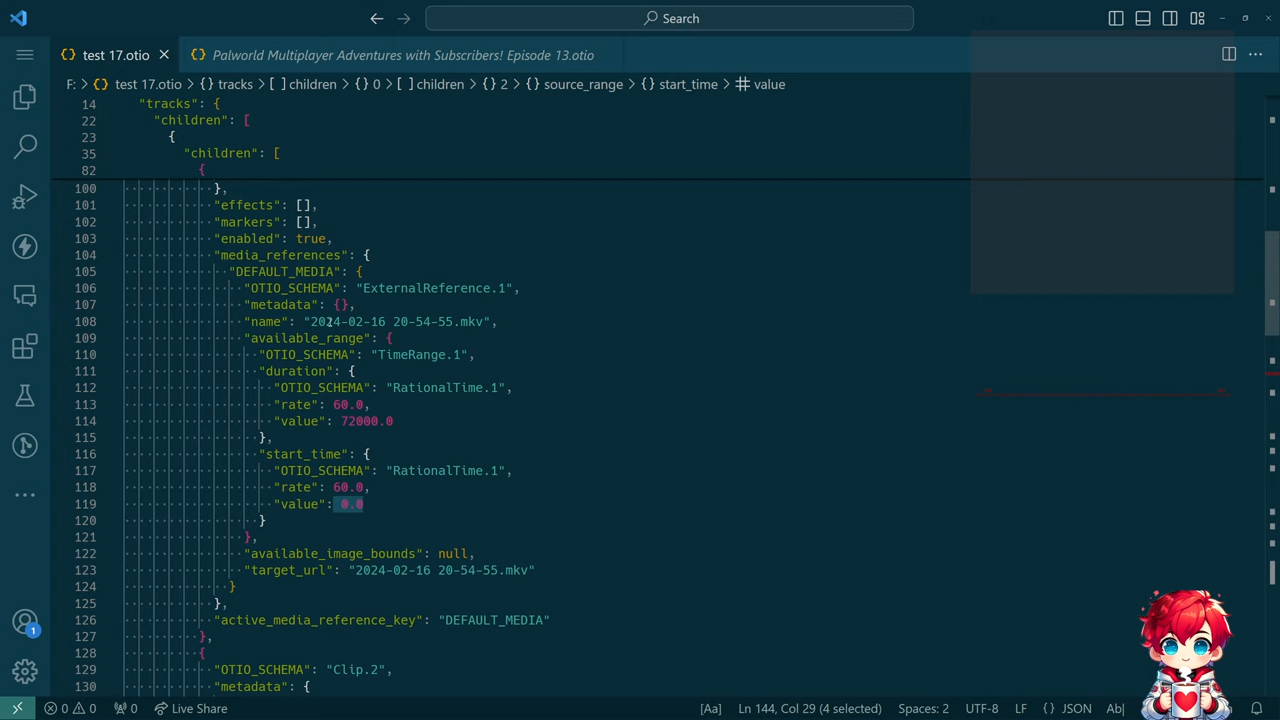 Search
test 17.otio
Palworld Multiplayer Adventures with Subscribers! Episode 13.otio
F: > test 17.otio > {} tracks > [ ] children > {} 0 > [ ] children > {} 2 > {} source_range > {} start_time > value
14 "tracks": {
22 "children": [
23 {
35 "children": [
82 {
100 },
101 "effects": [],
102 "markers": [],
103 "enabled": true,
104 "media_references": {
105 "DEFAULT_MEDIA": {
106 "OTIO_SCHEMA": "ExternalReference.1",
107 "metadata": {},
108 "name": "2024-02-16 20-54-55.mkv",
109 "available_range": {
110 "OTIO_SCHEMA": "TimeRange.1",
111 "duration": {
112 "OTIO_SCHEMA": "RationalTime.1",
113 "rate": 60.0,
114 "value": 72000.0
115 },
116 "start_time": {
117 "OTIO_SCHEMA": "RationalTime.1",
118 "rate": 60.0,
119 "value": 0.0
120 }
121 },
122 "available_image_bounds": null,
123 "target_url": "2024-02-16 20-54-55.mkv"
124 }
125 },
126 "active_media_reference_key": "DEFAULT_MEDIA"
127 },
128 {
129 "OTIO_SCHEMA": "Clip.2",
130 "metadata": {
1
0 0 0 Live Share [Aa] Ln 144, Col 29 (4 selected) Spaces: 2 UTF-8 LF {} JSON Ab|